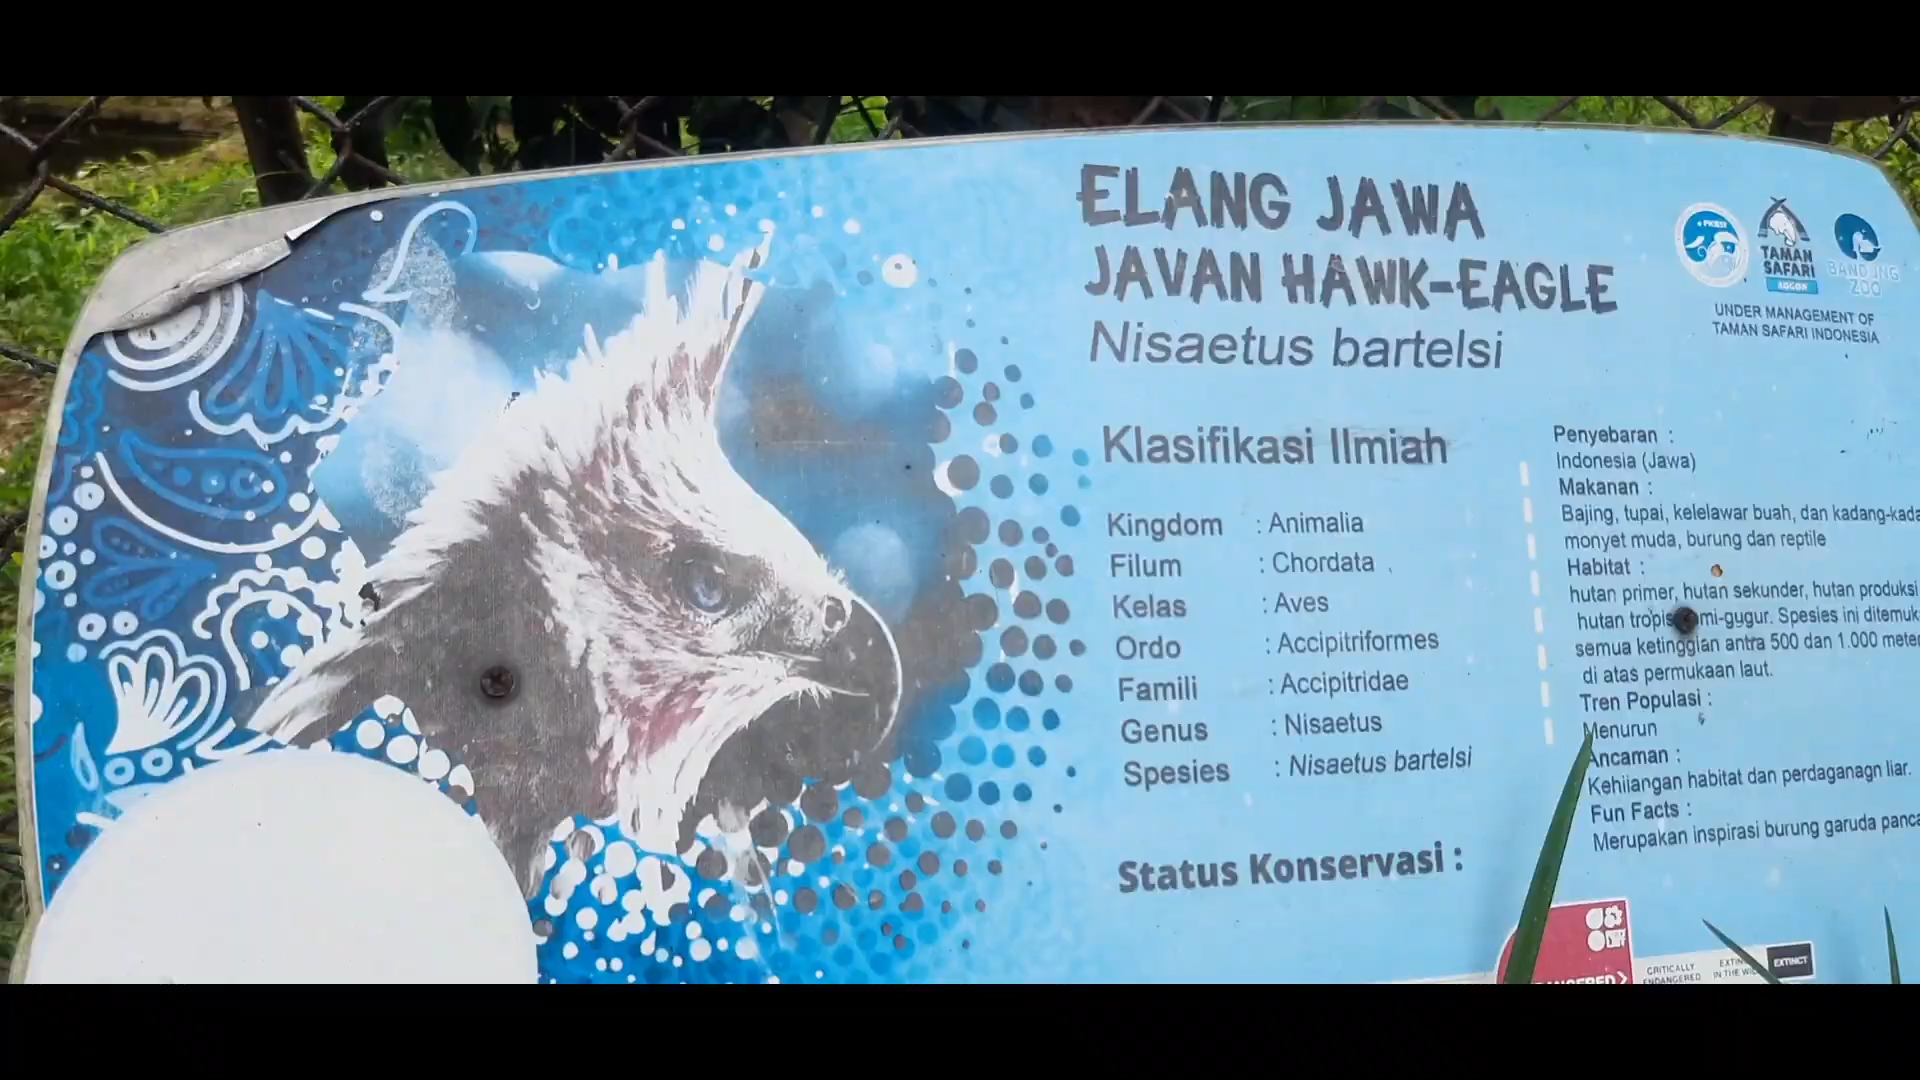 ELANG JAWA
JAVAN HAWK-EAGLE
Nisaetus bartelsi
TAMAN
SAFARI
BOGOR
BANDUNG
ZOO
UNDER MANAGEMENT OF
TAMAN SAFARI INDONESIA
Klasifikasi Ilmiah
Kingdom : Animalia
Filum : Chordata
Kelas : Aves
Ordo : Accipitriformes
Famili : Accipitridae
Genus : Nisaetus
Spesies : Nisaetus bartelsi
Status Konservasi :
Penyebaran :
Indonesia (Jawa)
Makanan :
Bajing, tupai, kelelawar buah, dan kadang-kada
monyet muda, burung dan reptile
Habitat :
hutan primer, hutan sekunder, hutan produksi
hutan tropis mi-gygur. Spesies ini ditemuk
semua ketinggian antra 500 dan 1.000 mete
di atas permukaan laut.
Tren Populasi :
Menurun
Ancaman :
Kehilangan habitat dan perdaganagn liar.
Fun Facts :
Merupakan inspirasi burung garuda panca
CRITICALLY
ENDANGERED
IN THE
EXTINCT